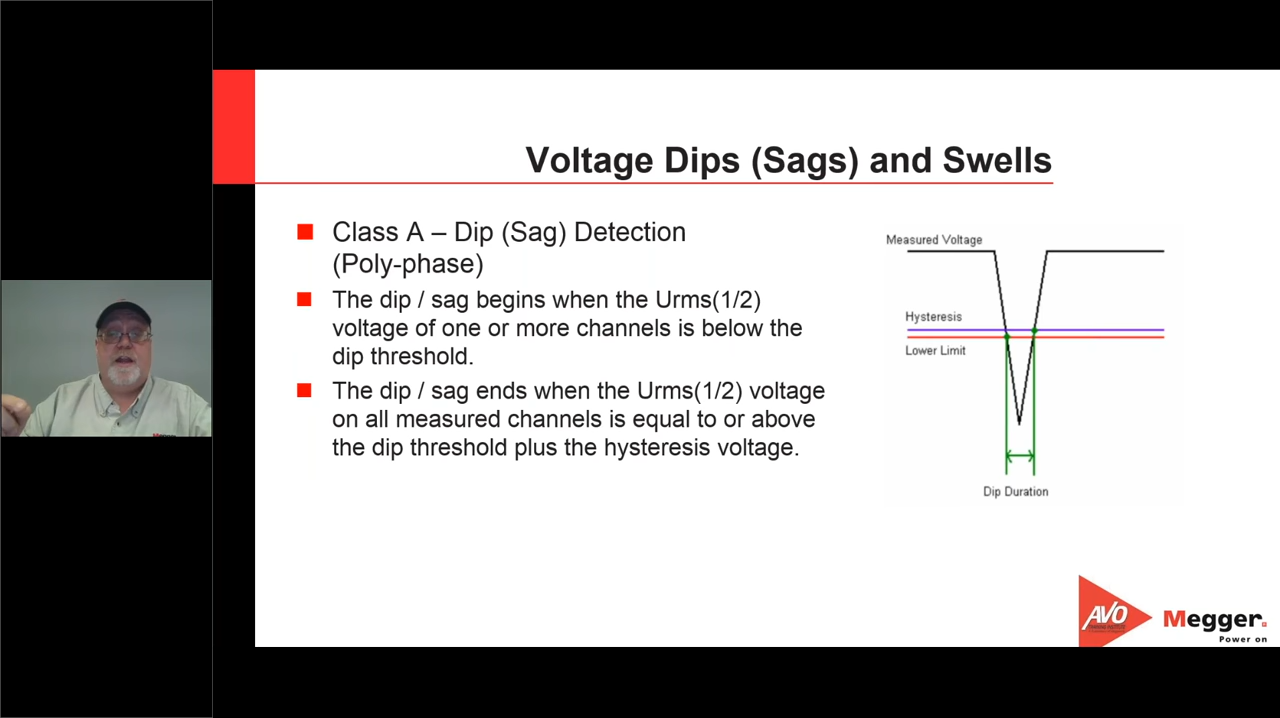 Voltage Dips (Sags) and Swells
Class A – Dip (Sag) Detection
(Poly-phase)
The dip / sag begins when the Urms(1/2)
voltage of one or more channels is below the
dip threshold.
The dip / sag ends when the Urms(1/2) voltage
on all measured channels is equal to or above
the dip threshold plus the hysteresis voltage.
Measured Voltage
Hysteresis
Lower Limit
Dip Duration
AVO
Megger.
Power on